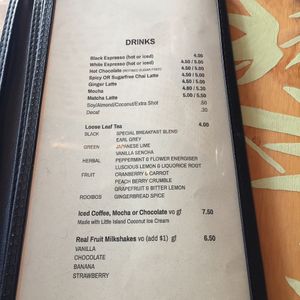 DRINKS
Black Espresso (hot or iced) 4.00
White Espresso (hot or iced) 4.50 / 5.00
Hot Chocolate 4.50 / 5.00
Spicy OR Sugarfree Chai Latte 4.50 / 5.00
Ginger Latte 4.50 / 5.00
Mocha 4.80 / 5.30
Matcha Latte 5.00 / 5.50
Soy/Almond/Coconut/Extra Shot .50
Decaf .30
Loose Leaf Tea 4.00
BLACK SPECIAL BREAKFAST BLEND
EARL GREY
GREEN JAPANESE LIME
VANILLA SENCHA
HERBAL PEPPERMINT & FLOWER ENERGISER
LUSCIOUS LEMON & LIQUORICE ROOT
FRUIT CRANBERRY & CARROT
PEACH BERRY CRUMBLE
GRAPEFRUIT & BITTER LEMON
ROOIBOS GINGERBREAD SPICE
Iced Coffee, Mocha or Chocolate vo gf 7.50
Made with Little Island Coconut Ice Cream
Real Fruit Milkshakes vo (add $1) gf 6.50
VANILLA
CHOCOLATE
BANANA
STRAWBERRY